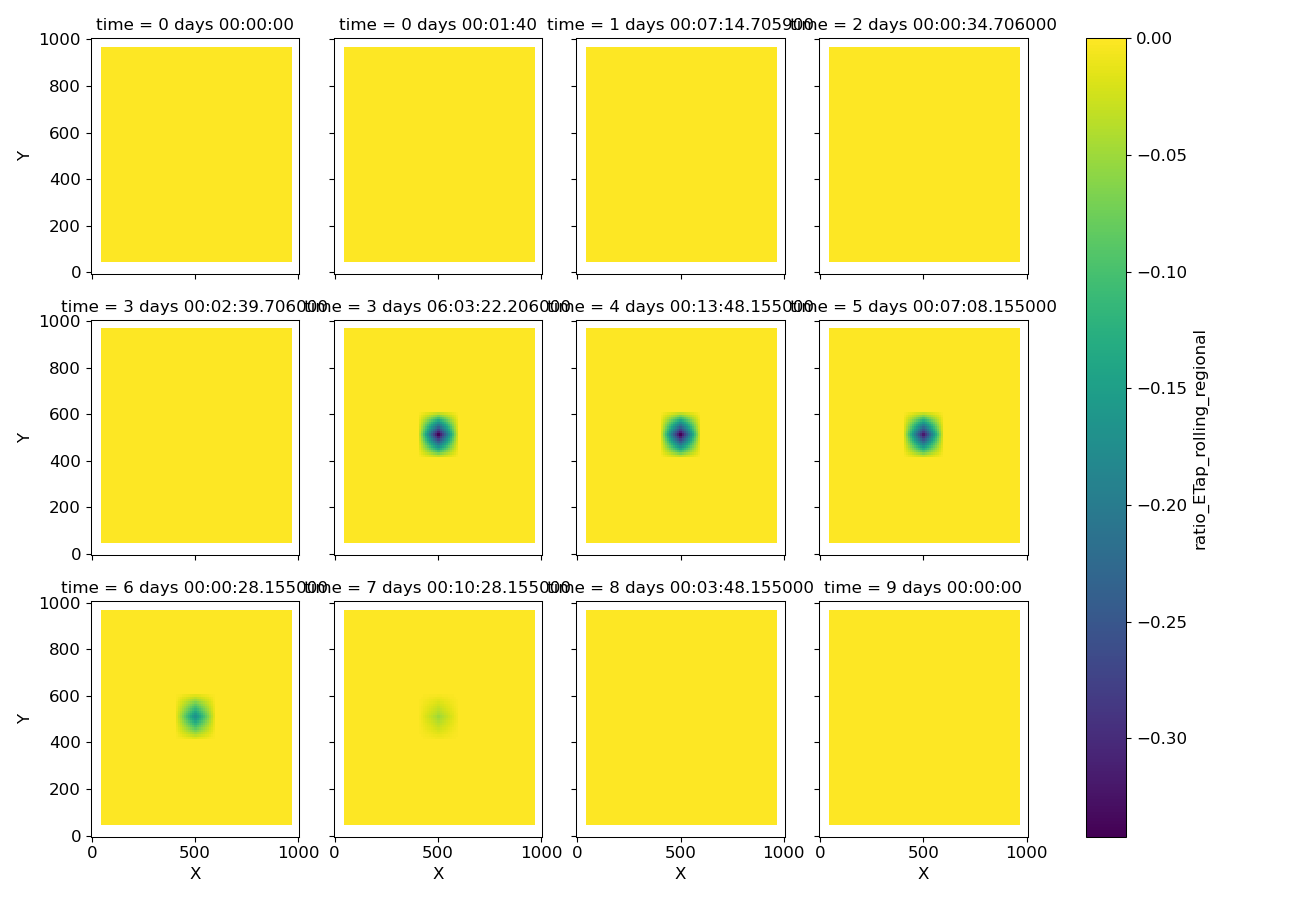 time = 0 days 00:00:00
time = 0 days 00:01:40
time = 1 days 00:07:14.705900
time = 2 days 00:00:34.706000
1000
800
600
400
200
0
Y
time = 3 days 00:02:39.706000
time = 3 days 06:03:22.206000
time = 4 days 00:13:48.155000
time = 5 days 00:07:08.155000
1000
800
600
400
200
0
Y
time = 6 days 00:00:28.155000
time = 7 days 00:10:28.155000
time = 8 days 00:03:48.155000
time = 9 days 00:00:00
1000
800
600
400
200
0
Y
0 500 1000
X
0 500 1000
X
0 500 1000
X
0 500 1000
X
0.00
−0.05
−0.10
−0.15
−0.20
−0.25
−0.30
ratio_ETap_rolling_regional